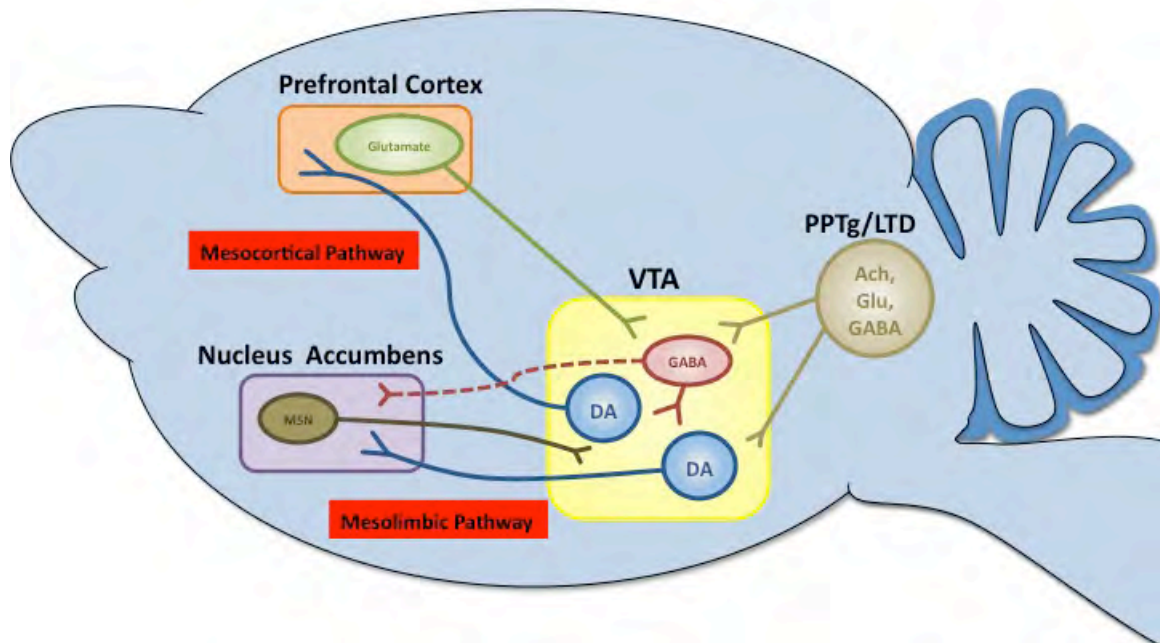 Prefrontal Cortex
Glutamate
Mesocortical Pathway
PPTg/LTD
Ach,
Glu,
GABA
VTA
GABA
Nucleus Accumbens
DA
MSN
DA
Mesolimbic Pathway